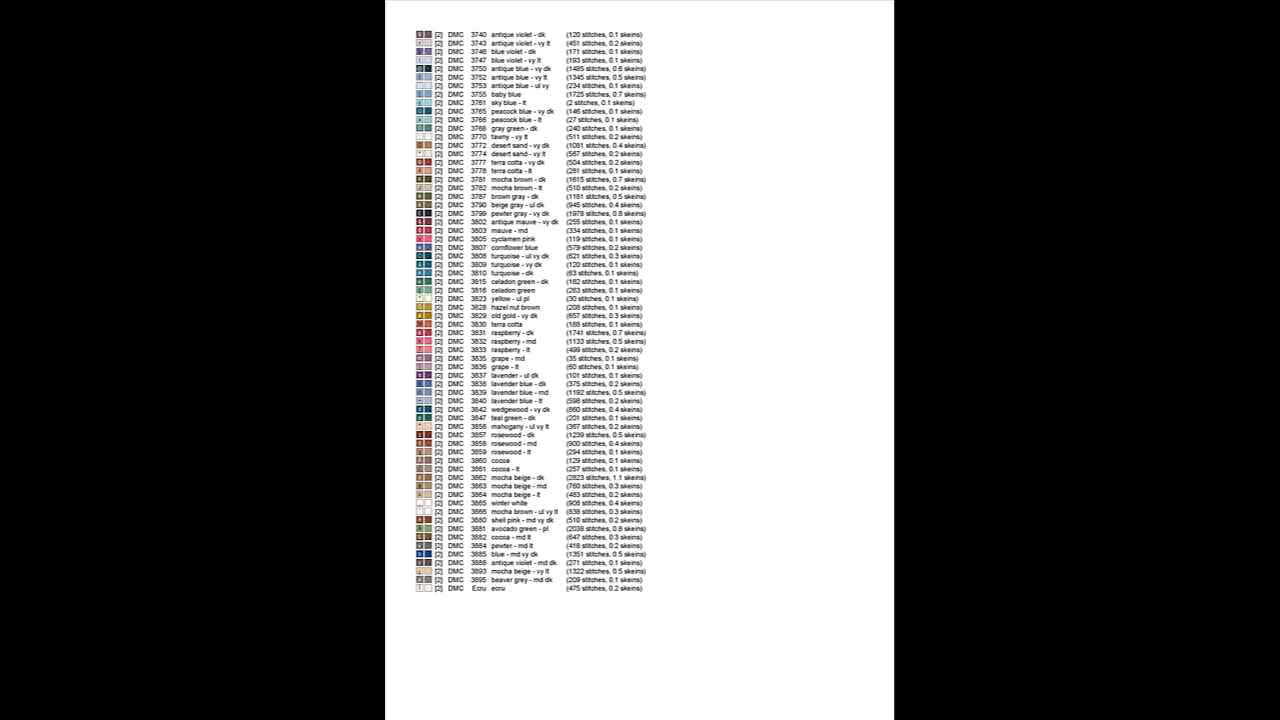 [2] DMC 3740 antique violet - dk (120 stitches, 0.1 skeins)
[2] DMC 3743 antique violet - vy lt (451 stitches, 0.2 skeins)
[2] DMC 3746 blue violet - dk (171 stitches, 0.1 skeins)
[2] DMC 3747 blue violet - vy lt (193 stitches, 0.1 skeins)
[2] DMC 3750 antique blue - vy dk (1485 stitches, 0.6 skeins)
[2] DMC 3752 antique blue - vy lt (1345 stitches, 0.5 skeins)
[2] DMC 3753 antique blue - ul vy (234 stitches, 0.1 skeins)
[2] DMC 3755 baby blue (1725 stitches, 0.7 skeins)
[2] DMC 3761 sky blue - lt (2 stitches, 0.1 skeins)
[2] DMC 3765 peacock blue - vy dk (146 stitches, 0.1 skeins)
[2] DMC 3766 peacock blue - lt (27 stitches, 0.1 skeins)
[2] DMC 3768 gray green - dk (240 stitches, 0.1 skeins)
[2] DMC 3770 tawny - vy lt (511 stitches, 0.2 skeins)
[2] DMC 3772 desert sand - vy dk (1081 stitches, 0.4 skeins)
[2] DMC 3774 desert sand - vy lt (567 stitches, 0.2 skeins)
[2] DMC 3777 terra cotta - vy dk (504 stitches, 0.2 skeins)
[2] DMC 3778 terra cotta - lt (281 stitches, 0.1 skeins)
[2] DMC 3781 mocha brown - dk (1615 stitches, 0.7 skeins)
[2] DMC 3782 mocha brown - lt (510 stitches, 0.2 skeins)
[2] DMC 3787 brown gray - dk (1181 stitches, 0.5 skeins)
[2] DMC 3790 beige gray - ul dk (945 stitches, 0.4 skeins)
[2] DMC 3799 pewter gray - vy dk (1978 stitches, 0.8 skeins)
[2] DMC 3802 antique mauve - vy dk (255 stitches, 0.1 skeins)
[2] DMC 3803 mauve - md (334 stitches, 0.1 skeins)
[2] DMC 3805 cyclamen pink (119 stitches, 0.1 skeins)
[2] DMC 3807 cornflower blue (579 stitches, 0.2 skeins)
[2] DMC 3808 turquoise - ul vy dk (621 stitches, 0.3 skeins)
[2] DMC 3809 turquoise - vy dk (120 stitches, 0.1 skeins)
[2] DMC 3810 turquoise - dk (63 stitches, 0.1 skeins)
[2] DMC 3815 celadon green - dk (182 stitches, 0.1 skeins)
[2] DMC 3816 celadon green (263 stitches, 0.1 skeins)
[2] DMC 3823 yellow - ul pl (30 stitches, 0.1 skeins)
[2] DMC 3828 hazel nut brown (208 stitches, 0.1 skeins)
[2] DMC 3829 old gold - vy dk (657 stitches, 0.3 skeins)
[2] DMC 3830 terra cotta (188 stitches, 0.1 skeins)
[2] DMC 3831 raspberry - dk (1741 stitches, 0.7 skeins)
[2] DMC 3832 raspberry - md (1133 stitches, 0.5 skeins)
[2] DMC 3833 raspberry - lt (499 stitches, 0.2 skeins)
[2] DMC 3835 grape - md (35 stitches, 0.1 skeins)
[2] DMC 3836 grape - lt (60 stitches, 0.1 skeins)
[2] DMC 3837 lavender - ul dk (101 stitches, 0.1 skeins)
[2] DMC 3838 lavender blue - dk (375 stitches, 0.2 skeins)
[2] DMC 3839 lavender blue - md (1192 stitches, 0.5 skeins)
[2] DMC 3840 lavender blue - lt (598 stitches, 0.2 skeins)
[2] DMC 3842 wedgewood - vy dk (860 stitches, 0.4 skeins)
[2] DMC 3847 teal green - dk (201 stitches, 0.1 skeins)
[2] DMC 3856 mahogany - ul vy lt (367 stitches, 0.2 skeins)
[2] DMC 3857 rosewood - dk (1239 stitches, 0.5 skeins)
[2] DMC 3858 rosewood - md (900 stitches, 0.4 skeins)
[2] DMC 3859 rosewood - lt (294 stitches, 0.1 skeins)
[2] DMC 3860 cocoa (129 stitches, 0.1 skeins)
[2] DMC 3861 cocoa - lt (257 stitches, 0.1 skeins)
[2] DMC 3862 mocha beige - dk (2823 stitches, 1.1 skeins)
[2] DMC 3863 mocha beige - md (760 stitches, 0.3 skeins)
[2] DMC 3864 mocha beige - lt (483 stitches, 0.2 skeins)
[2] DMC 3865 winter white (908 stitches, 0.4 skeins)
[2] DMC 3866 mocha brown - ul vy lt (838 stitches, 0.3 skeins)
[2] DMC 3880 shell pink - md vy dk (510 stitches, 0.2 skeins)
[2] DMC 3881 avocado green - pl (2038 stitches, 0.8 skeins)
[2] DMC 3882 cocoa - md lt (647 stitches, 0.3 skeins)
[2] DMC 3884 pewter - md lt (418 stitches, 0.2 skeins)
[2] DMC 3885 blue - md vy dk (1351 stitches, 0.5 skeins)
[2] DMC 3888 antique violet - md dk (271 stitches, 0.1 skeins)
[2] DMC 3893 mocha beige - vy lt (1322 stitches, 0.5 skeins)
[2] DMC 3895 beaver grey - md dk (209 stitches, 0.1 skeins)
[2] DMC Ecru ecru (475 stitches, 0.2 skeins)